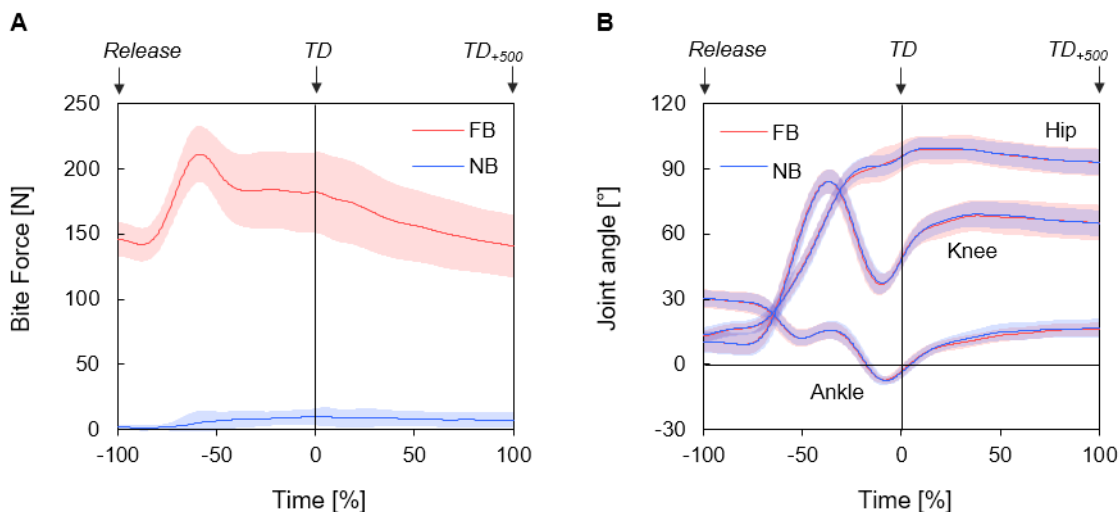 A
Release TD TD+500
Bite Force [N]
250
200
150
100
50
0
FB
NB
-100 -50 0 50 100
Time [%]
B
Release TD TD+500
Joint angle [°]
120
90
60
30
0
-30
FB
NB
Hip
Knee
Ankle
-100 -50 0 50 100
Time [%]